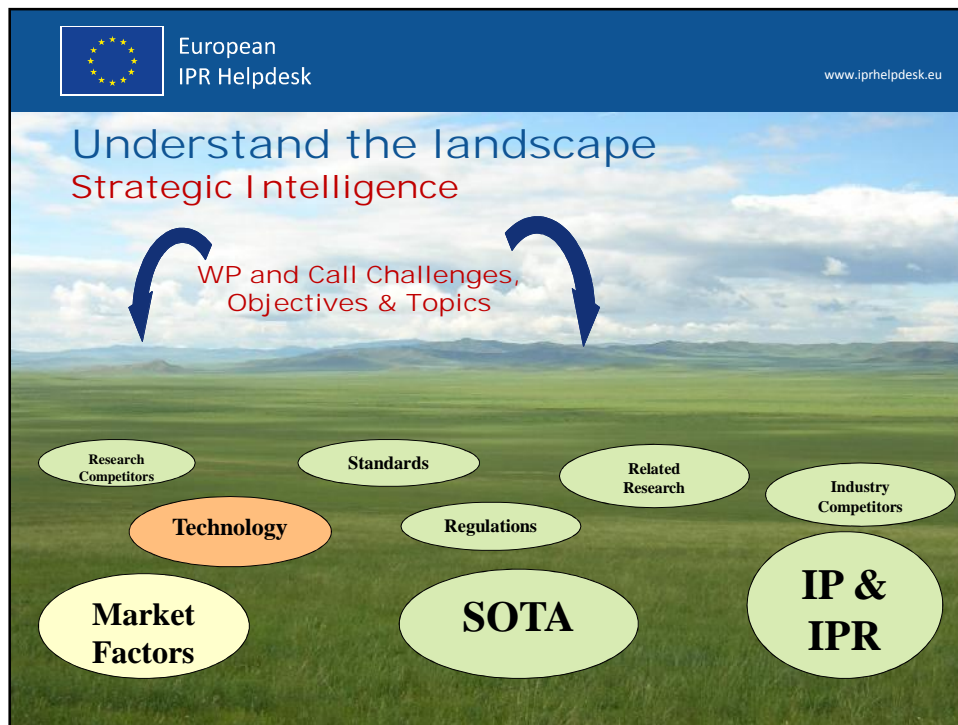 European
IPR Helpdesk
www.iprhelpdesk.eu
Understand the landscape
Strategic Intelligence
WP and Call Challenges,
Objectives & Topics
Research
Competitors
Standards
Related
Research
Industry
Competitors
Technology
Regulations
Market
Factors
SOTA
IP &
IPR